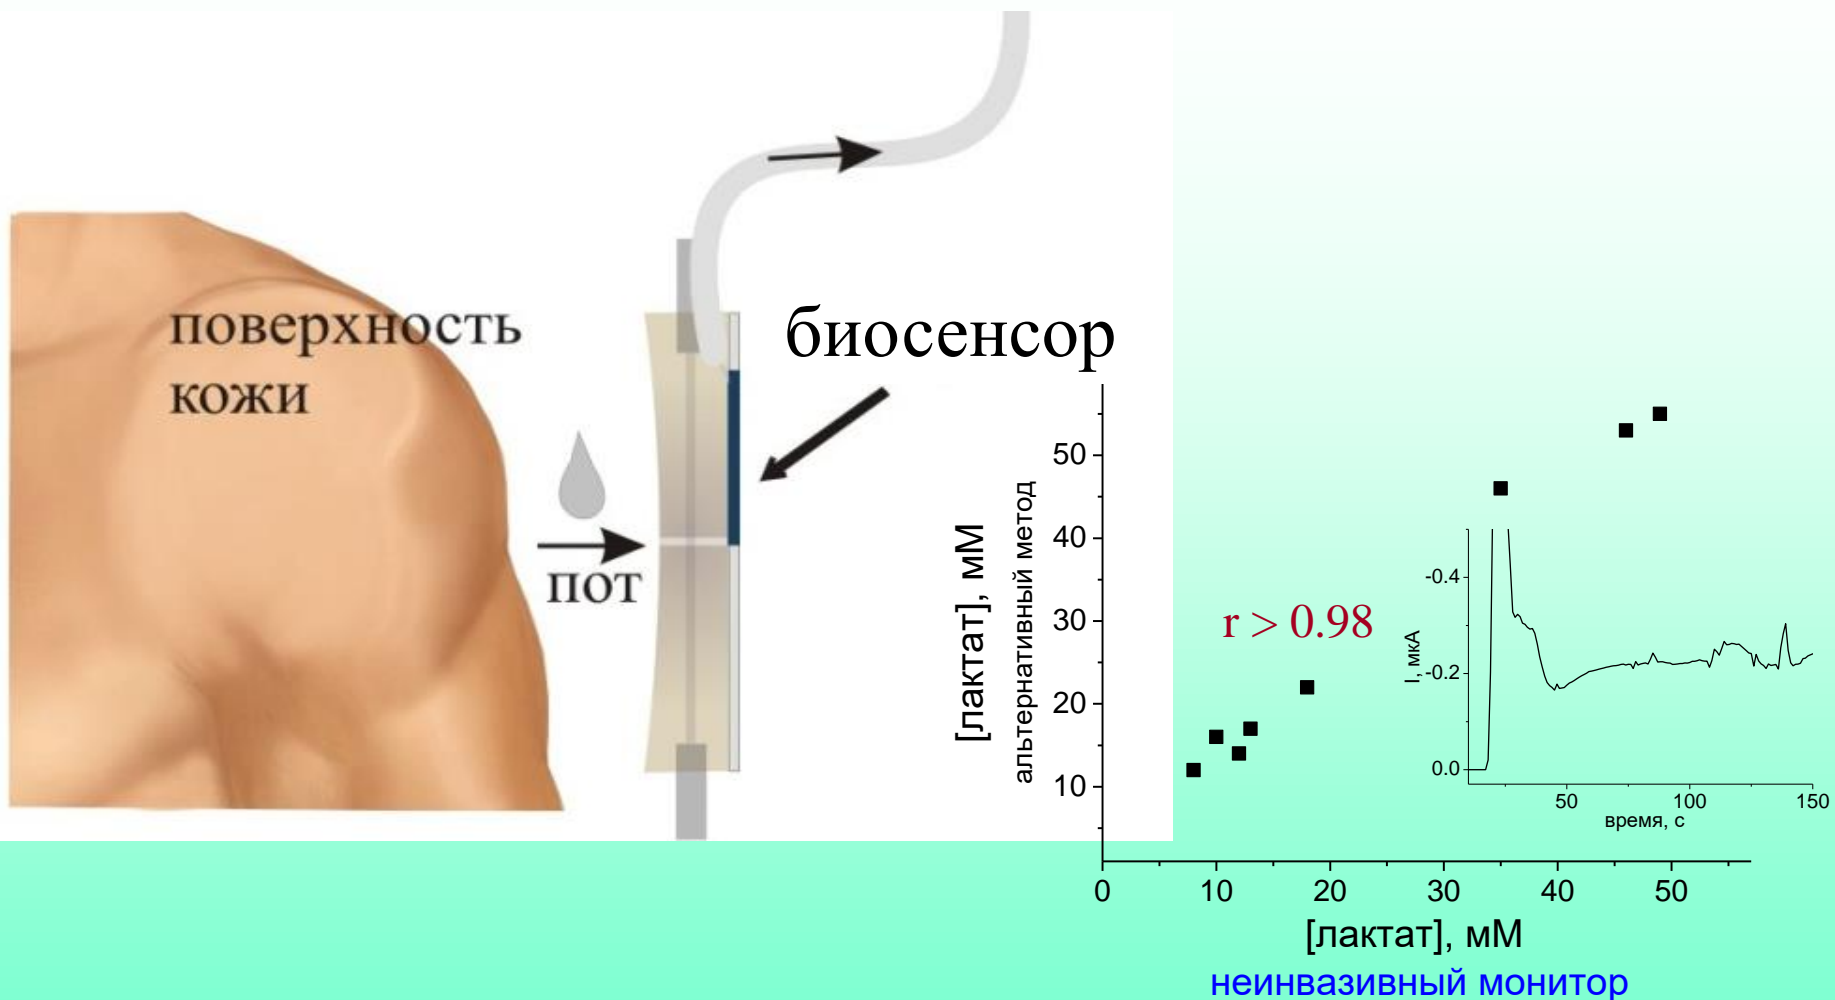 поверхность
кожи
пот
биосенсор
[лактат], мМ
альтернативный метод
50
40
30
20
10
0
10
20
30
40
50
[лактат], мМ
неинвазивный монитор
r > 0.98
I, мкА
-0.4
-0.2
0.0
50
100
150
время, с